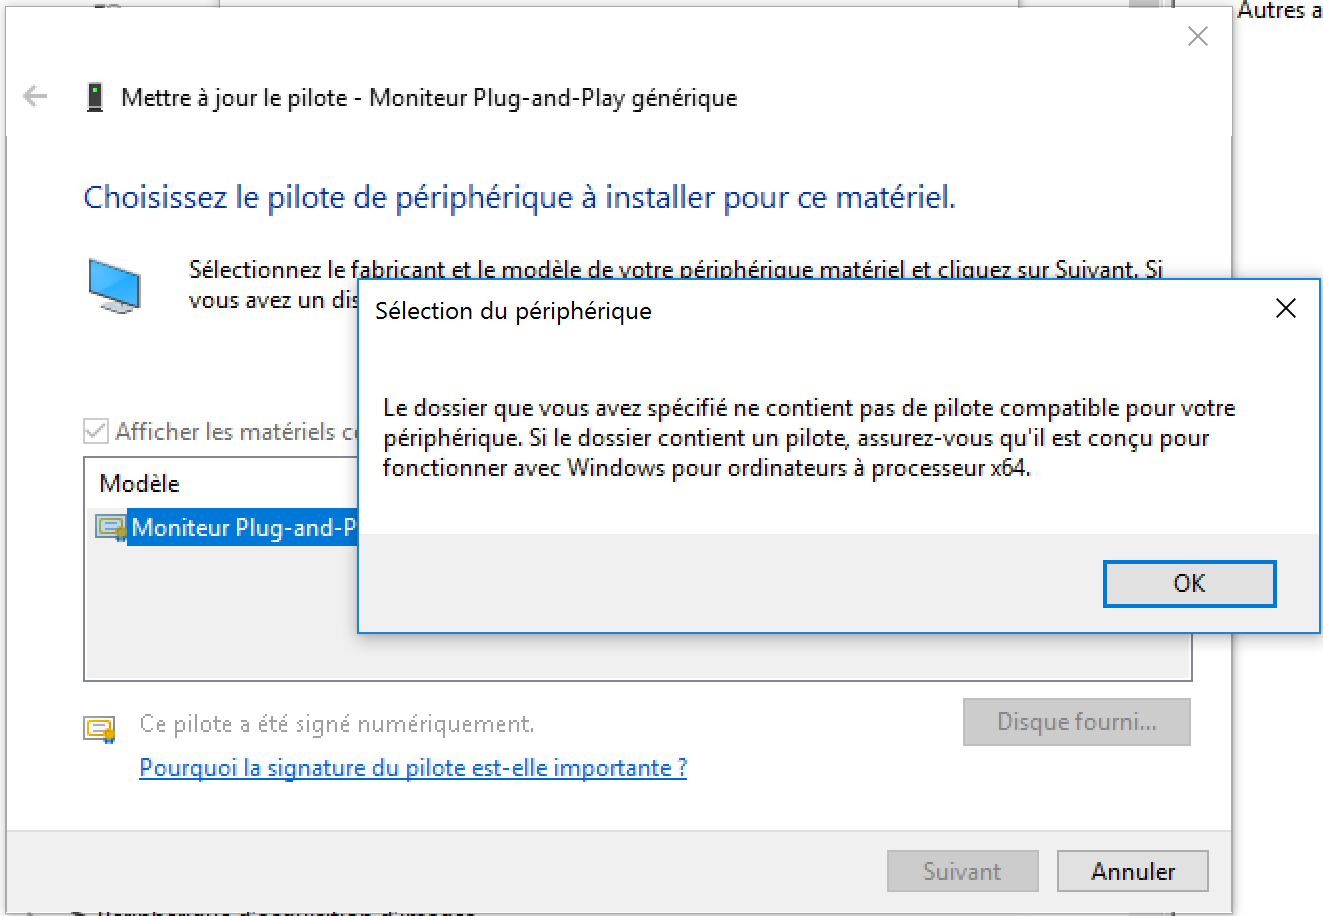 Autres a
Mettre à jour le pilote - Moniteur Plug-and-Play générique
Choisissez le pilote de périphérique à installer pour ce matériel.
Sélectionnez le fabricant et le modèle de votre périphérique matériel et cliquez sur Suivant. Si
vous avez un dis
Sélection du périphérique
Le dossier que vous avez spécifié ne contient pas de pilote compatible pour votre
périphérique. Si le dossier contient un pilote, assurez-vous qu'il est conçu pour
fonctionner avec Windows pour ordinateurs à processeur x64.
OK
Afficher les matériels co
Modèle
Moniteur Plug-and-P
Ce pilote a été signé numériquement.
Disque fourni...
Pourquoi la signature du pilote est-elle importante ?
Suivant
Annuler
Périphérique d'acquisition d'images